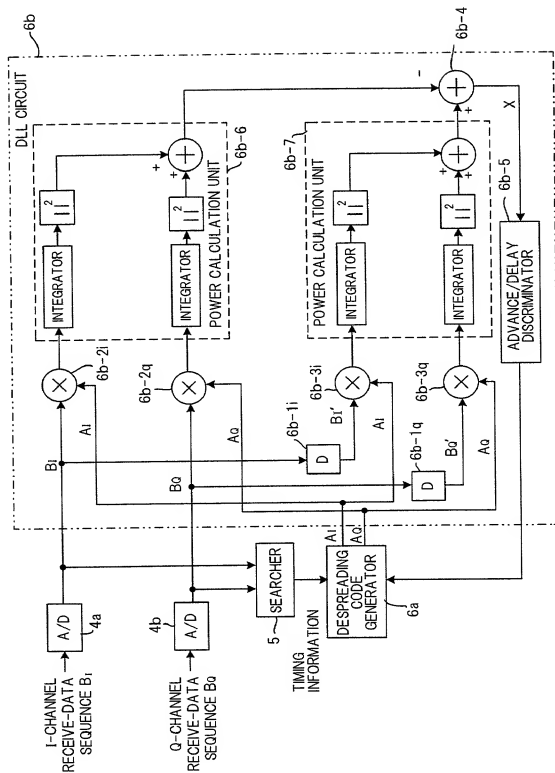 DLL CIRCUIT
6b
I-CHANNEL
RECEIVE-DATA
SEQUENCE BI
A/D
4a
Q-CHANNEL
RECEIVE-DATA
SEQUENCE BQ
A/D
4b
SEARCHER
5
TIMING
INFORMATION
DESPREADING
CODE
GENERATOR
6a
AI
AQ
BI
AI
6b-2i
BQ
AQ
6b-2q
INTEGRATOR
| |²
INTEGRATOR
| |²
+
+
+
POWER CALCULATION UNIT
6b-6
D
6b-1i
BI'
AI
6b-3i
D
6b-1q
BQ'
AQ
6b-3q
POWER CALCULATION UNIT
6b-7
INTEGRATOR
| |²
INTEGRATOR
| |²
+
+
+
-
+
+
6b-4
X
6b-5
ADVANCE/DELAY
DISCRIMINATOR